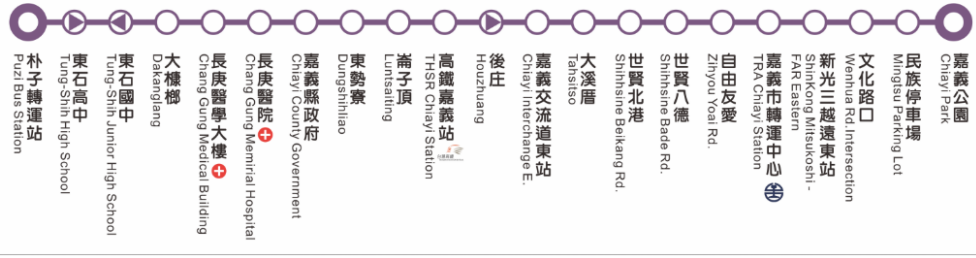 朴子轉運站
Puzi Bus Station
東石高中
Tung-Shih High School
東石國中
Tung-Shih Junior High School
大槺榔
Dakanglang
長庚醫學大樓
Chang Gung Medical Building
長庚醫院
Chang Gung Memirial Hospital
嘉義縣政府
Chiayi County Government
東勢寮
Dungshihliao
崙子頂
Luntsaiting
高鐵嘉義站
THSR Chiayi Station
後庄
Houzhuang
嘉義交流道東站
Chiayi Interchange E.
大溪厝
Tahsitso
世賢北港
Shihhsine Beikang Rd.
世賢八德
Shihhsine Bade Rd.
自由友愛
Zihyou Yoai Rd.
嘉義市轉運中心
TRA Chiayi Station
新光三越遠東站
ShinKong Mitsukoshi -
FAR Eastern
文化路口
Wenhua Rd.Intersection
民族停車場
Mingtsu Parking Lot
嘉義公園
Chiayi Park